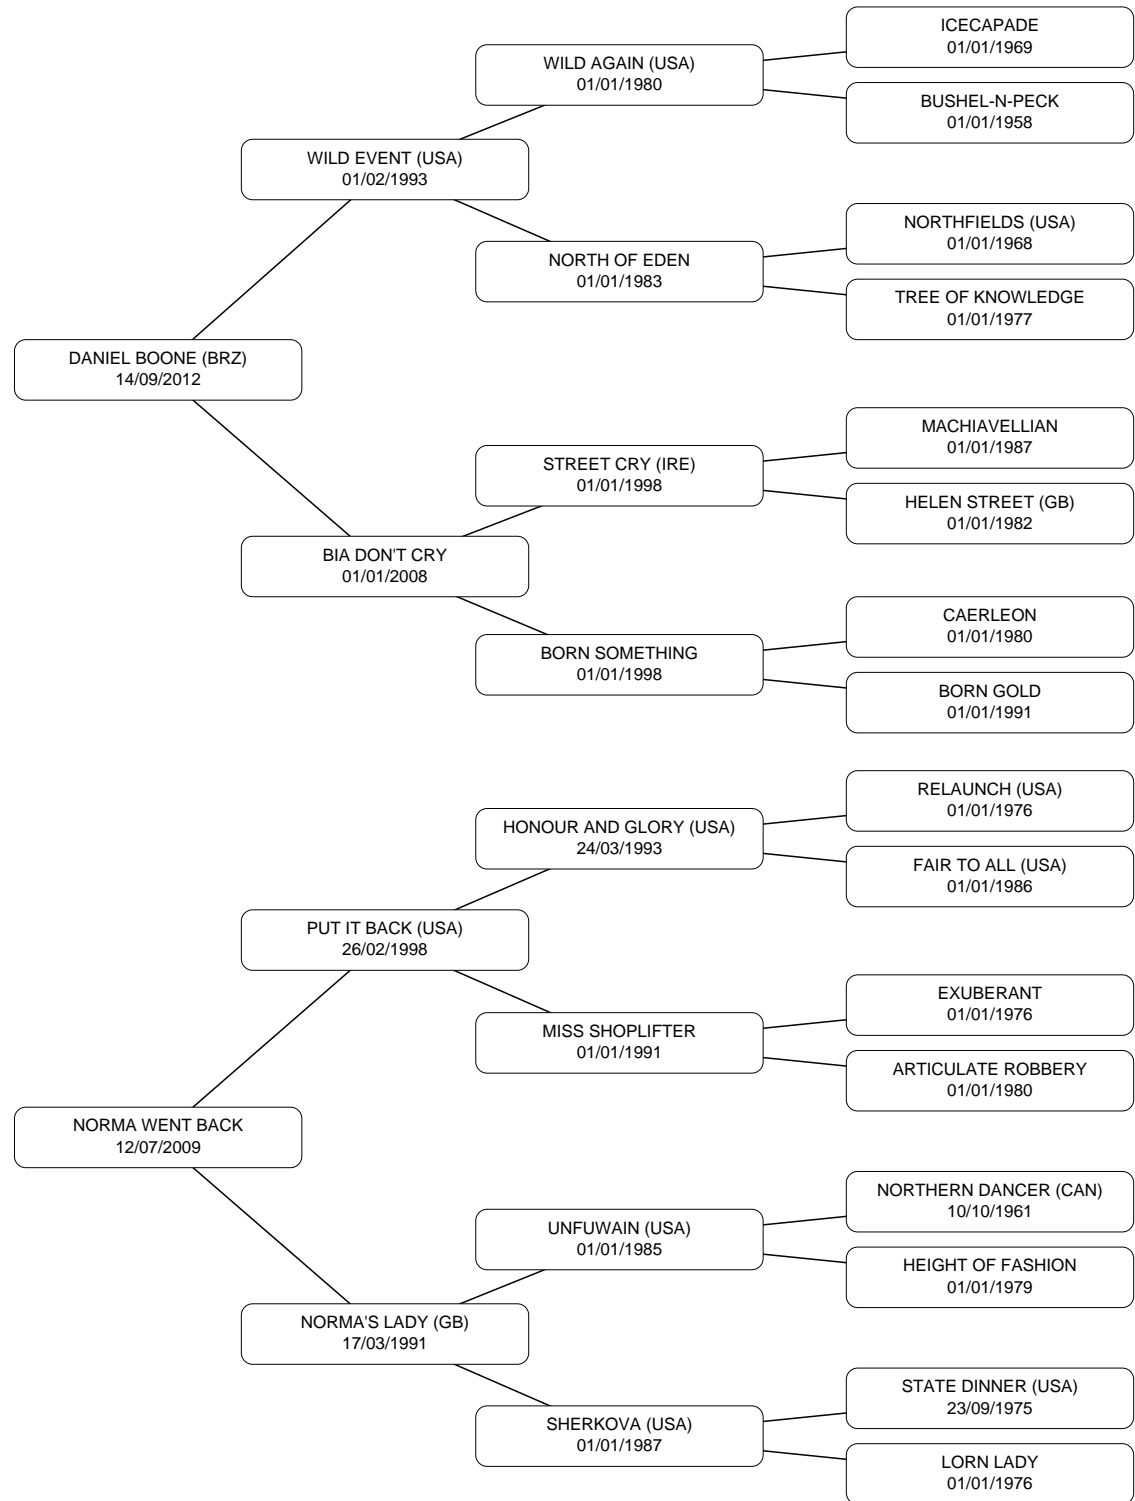 ICECAPADE
01/01/1969
WILD AGAIN (USA)
01/01/1980
BUSHEL-N-PECK
01/01/1958
WILD EVENT (USA)
01/02/1993
NORTHFIELDS (USA)
01/01/1968
NORTH OF EDEN
01/01/1983
TREE OF KNOWLEDGE
01/01/1977
DANIEL BOONE (BRZ)
14/09/2012
MACHIAVELLIAN
01/01/1987
STREET CRY (IRE)
01/01/1998
HELEN STREET (GB)
01/01/1982
BIA DON'T CRY
01/01/2008
CAERLEON
01/01/1980
BORN SOMETHING
01/01/1998
BORN GOLD
01/01/1991
RELAUNCH (USA)
01/01/1976
HONOUR AND GLORY (USA)
24/03/1993
FAIR TO ALL (USA)
01/01/1986
PUT IT BACK (USA)
26/02/1998
EXUBERANT
01/01/1976
MISS SHOPLIFTER
01/01/1991
ARTICULATE ROBBERY
01/01/1980
NORMA WENT BACK
12/07/2009
NORTHERN DANCER (CAN)
10/10/1961
UNFUWAIN (USA)
01/01/1985
HEIGHT OF FASHION
01/01/1979
NORMA'S LADY (GB)
17/03/1991
STATE DINNER (USA)
23/09/1975
SHERKOVA (USA)
01/01/1987
LORN LADY
01/01/1976